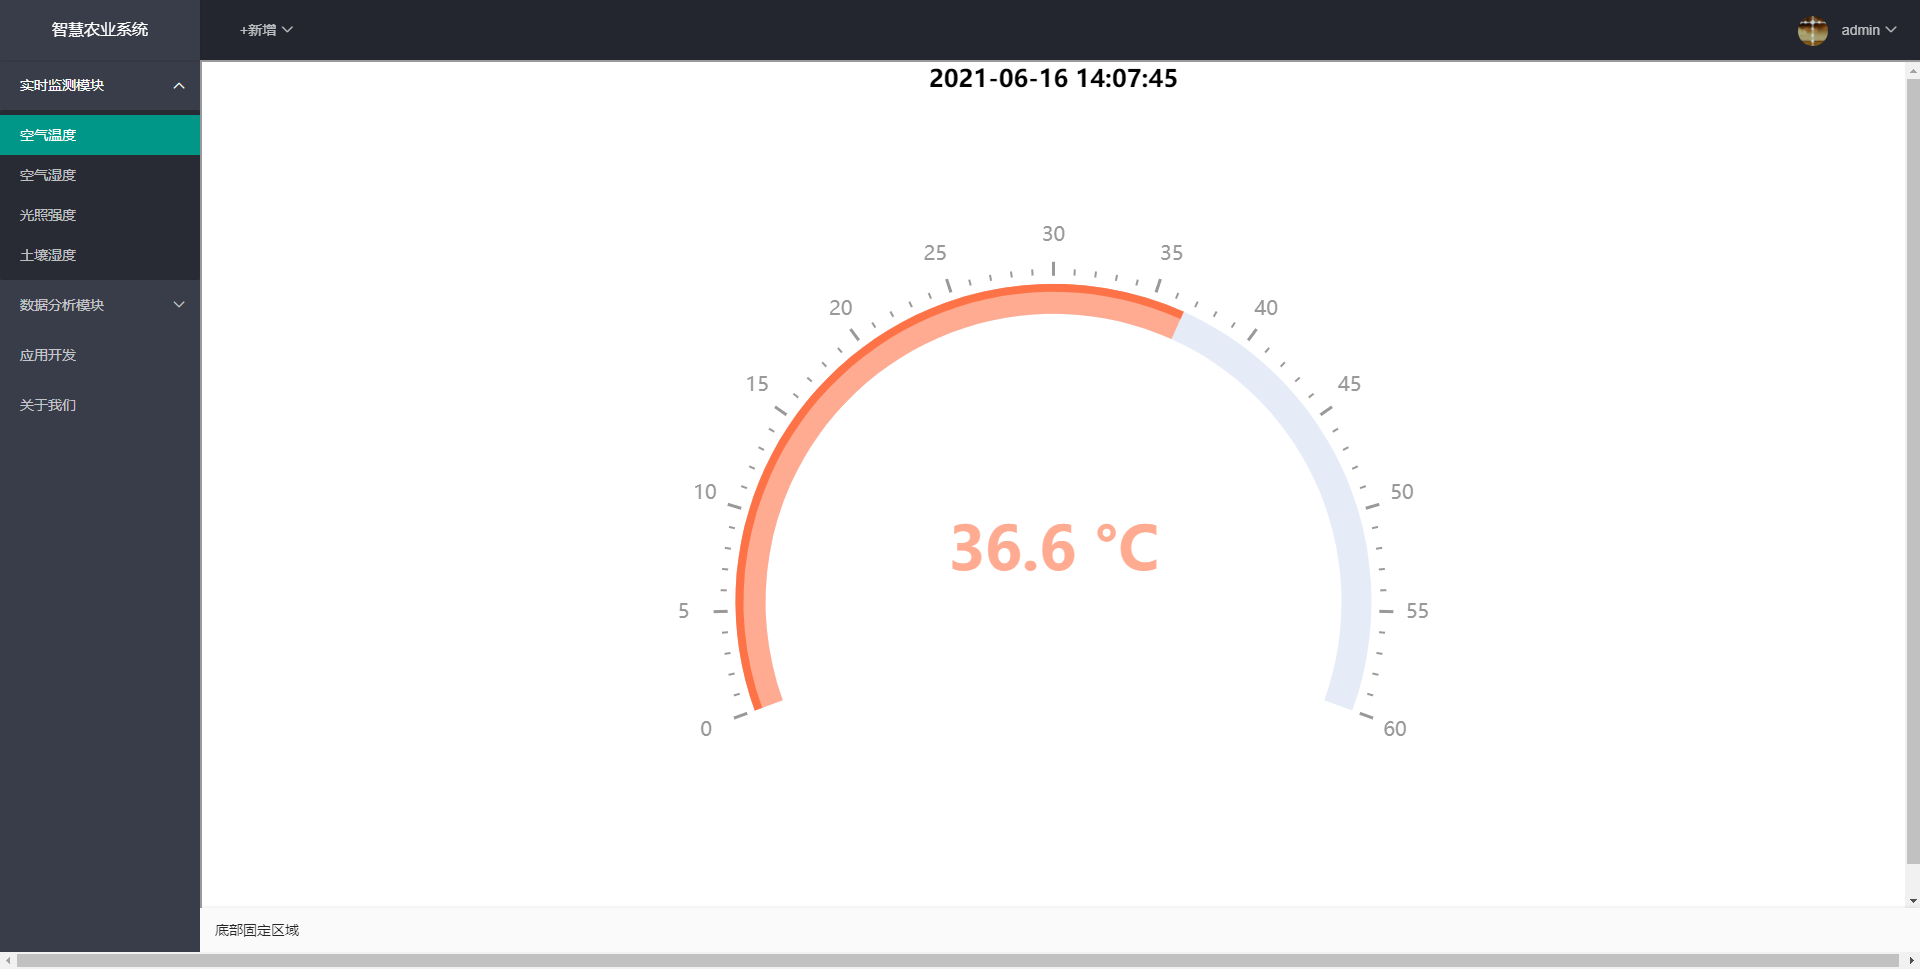 智慧农业系统
+新增
admin
实时监测模块
空气温度
空气湿度
光照强度
土壤湿度
数据分析模块
应用开发
关于我们
2021-06-16 14:07:45
0
5
10
15
20
25
30
35
40
45
50
55
60
36.6 °C
底部固定区域